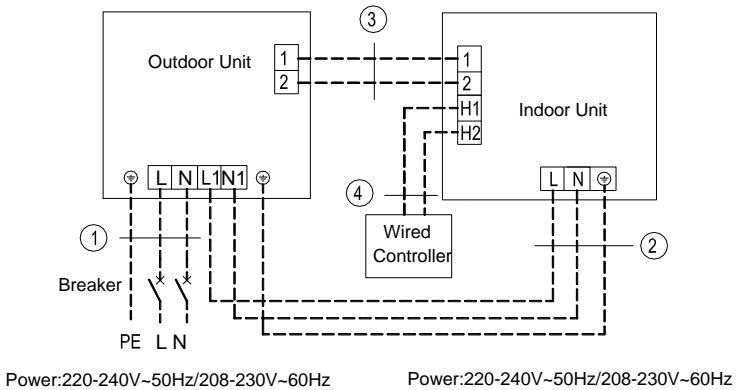 ③
Outdoor Unit
1
2
1
2
H1
H2
Indoor Unit
L N L1 N1
L N
④
①
Wired
Controller
②
Breaker
PE L N
Power:220-240V~50Hz/208-230V~60Hz
Power:220-240V~50Hz/208-230V~60Hz